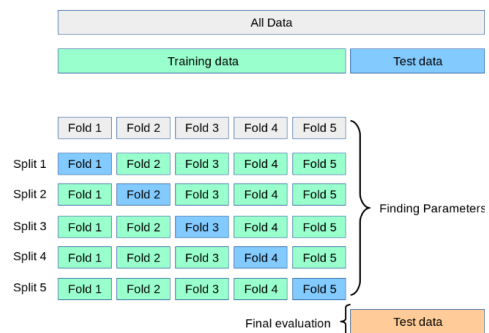 All Data
Training data Test data
Fold 1 Fold 2 Fold 3 Fold 4 Fold 5
Split 1 Fold 1 Fold 2 Fold 3 Fold 4 Fold 5
Split 2 Fold 1 Fold 2 Fold 3 Fold 4 Fold 5
Finding Parameters
Split 3 Fold 1 Fold 2 Fold 3 Fold 4 Fold 5
Split 4 Fold 1 Fold 2 Fold 3 Fold 4 Fold 5
Split 5 Fold 1 Fold 2 Fold 3 Fold 4 Fold 5
Final evaluation Test data